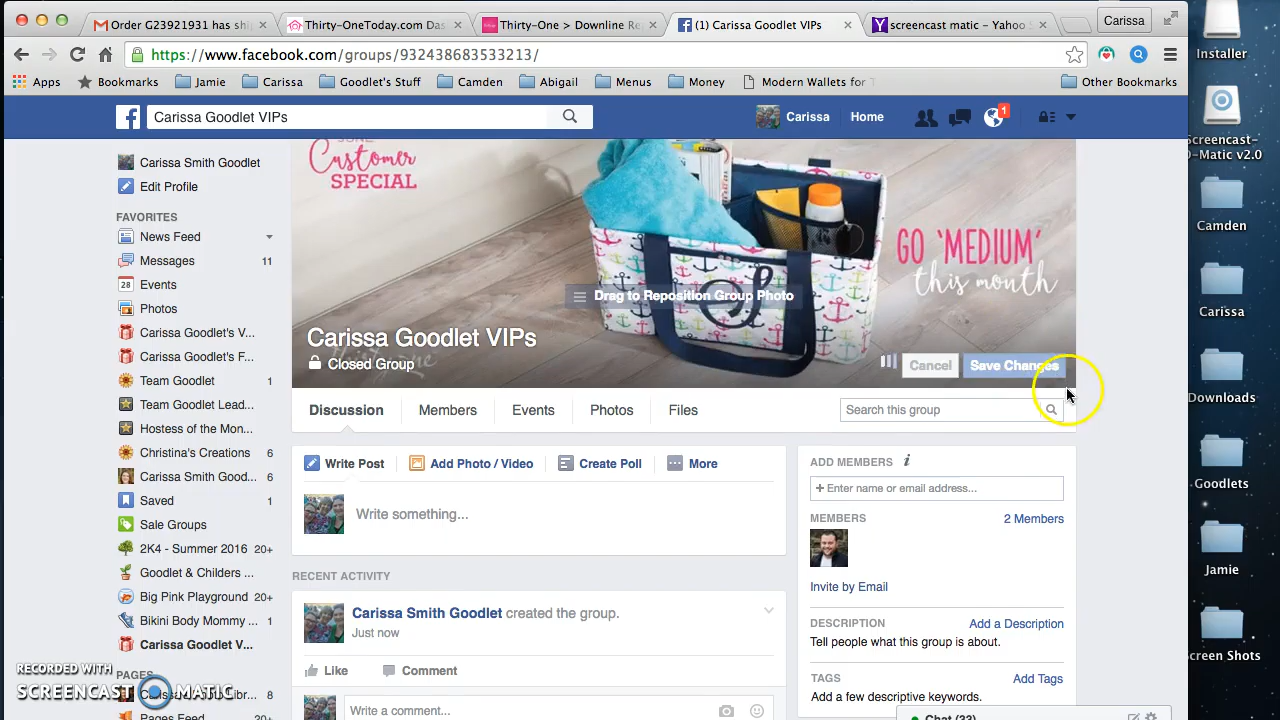 Order G23921931 has ship
Thirty-OneToday.com Das
Thirty-One > Downline Re
(1) Carissa Goodlet VIPs
screencast matic – Yahoo S
Carissa
https://www.facebook.com/groups/932438683533213/
Apps
Bookmarks
Jamie
Carissa
Goodlet's Stuff
Camden
Abigail
Menus
Money
Modern Wallets for
Other Bookmarks
Carissa Goodlet VIPs
Carissa
Home
1
Carissa Smith Goodlet
Edit Profile
FAVORITES
News Feed
Messages 11
28 Events
Photos
Carissa Goodlet's V...
Carissa Goodlet's F...
Team Goodlet 1
Team Goodlet Lead...
Hostess of the Mon...
Christina's Creations 6
Carissa Smith Good... 6
Saved 1
Sale Groups
2K4 - Summer 2016 20+
Goodlet & Childers ...
Big Pink Playground 20+
Bikini Body Mommy ... 1
Carissa Goodlet V...
PAGES
8
Pages Feed 20+
RECORDED WITH
SCREENCAST MATIC
Customer
SPECIAL
GO 'MEDIUM'
this month
S
Drag to Reposition Group Photo
Carissa Goodlet VIPs
Closed Group
thirty-one
Cancel
Save Changes
Discussion
Members
Events
Photos
Files
Search this group
Write Post
Add Photo / Video
Create Poll
More
Write something...
RECENT ACTIVITY
Carissa Smith Goodlet created the group.
Just now
Like
Comment
Write a comment...
ADD MEMBERS
+ Enter name or email address...
MEMBERS
2 Members
Invite by Email
DESCRIPTION
Add a Description
Tell people what this group is about.
TAGS
Add Tags
Add a few descriptive keywords.
Chat (33)
Installer
Screencast-
O-Matic v2.0
Camden
Carissa
Downloads
Goodlets
Jamie
Screen Shots